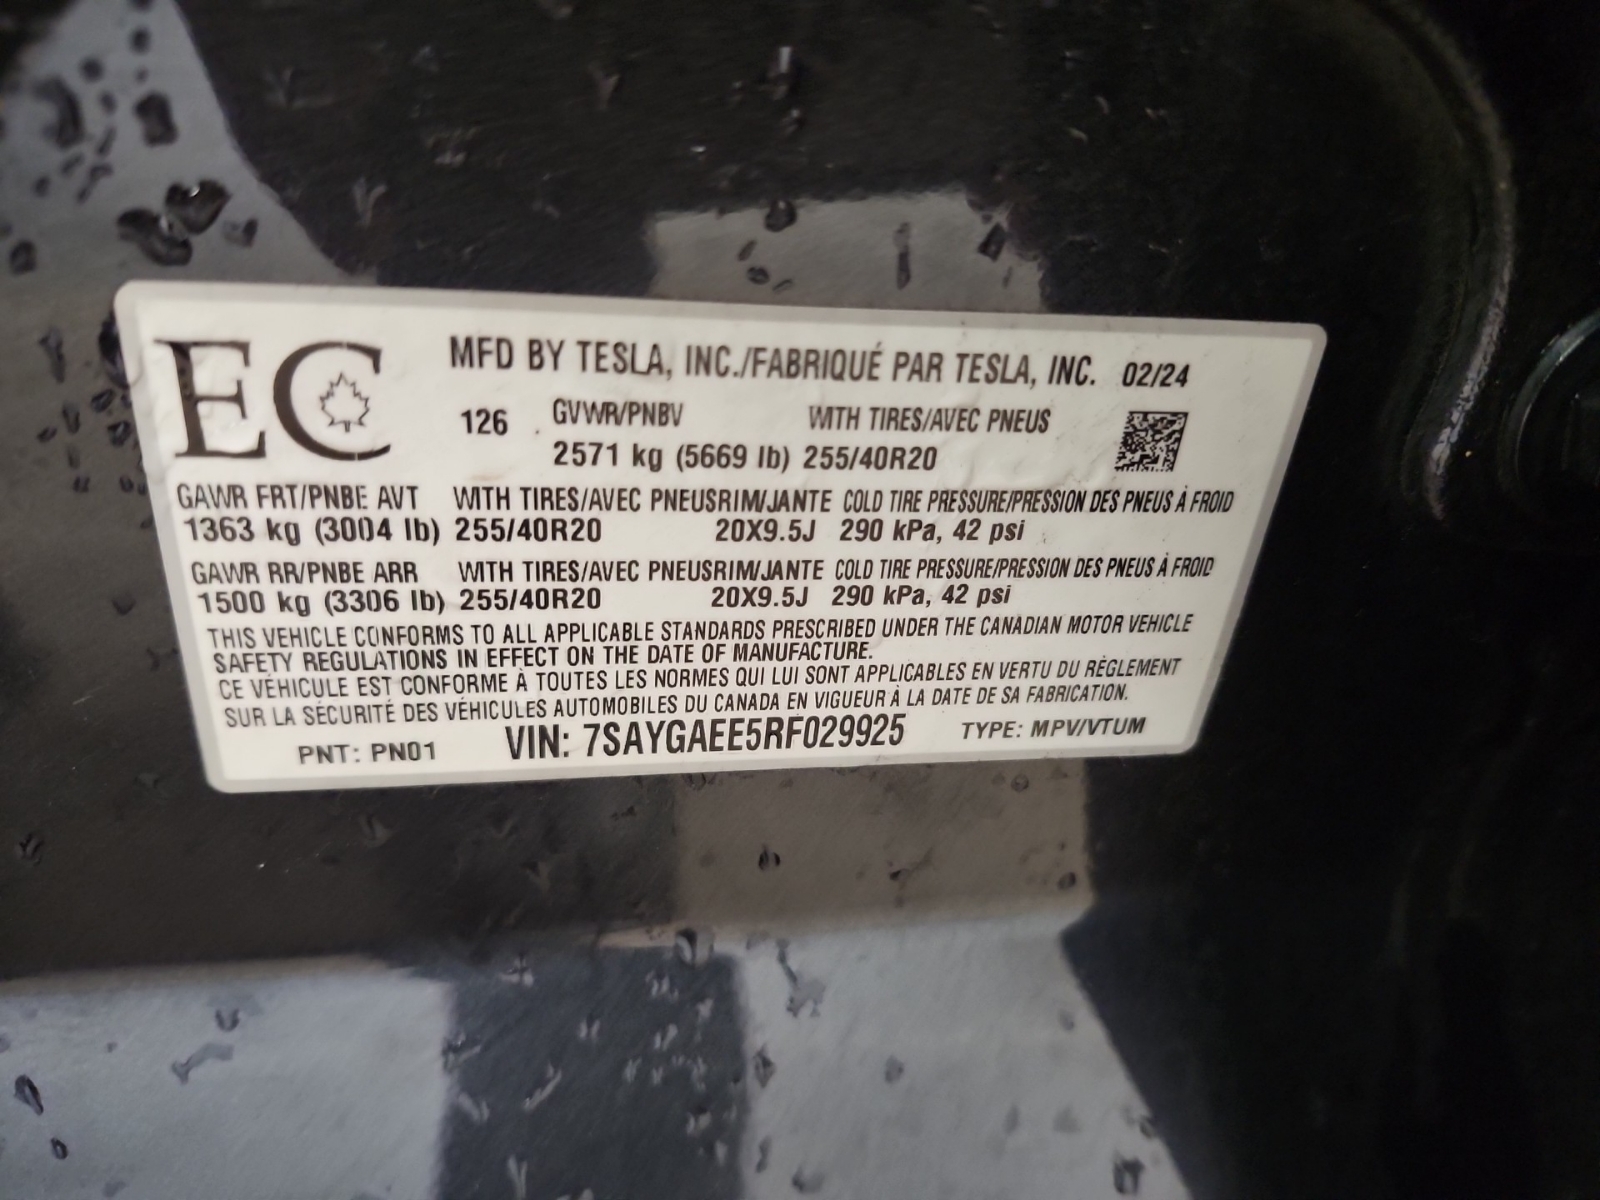 EC
MFD BY TESLA, INC./FABRIQUÉ PAR TESLA, INC. 02/24
126 GVWR/PNBV WITH TIRES/AVEC PNEUS
2571 kg (5669 lb) 255/40R20
GAWR FRT/PNBE AVT WITH TIRES/AVEC PNEUS RIM/JANTE COLD TIRE PRESSURE/PRESSION DES PNEUS À FROID
1363 kg (3004 lb) 255/40R20 20X9.5J 290 kPa, 42 psi
GAWR RR/PNBE ARR WITH TIRES/AVEC PNEUS RIM/JANTE COLD TIRE PRESSURE/PRESSION DES PNEUS À FROID
1500 kg (3306 lb) 255/40R20 20X9.5J 290 kPa, 42 psi
THIS VEHICLE CONFORMS TO ALL APPLICABLE STANDARDS PRESCRIBED UNDER THE CANADIAN MOTOR VEHICLE
SAFETY REGULATIONS IN EFFECT ON THE DATE OF MANUFACTURE.
CE VÉHICULE EST CONFORME À TOUTES LES NORMES QUI LUI SONT APPLICABLES EN VERTU DU RÈGLEMENT
SUR LA SÉCURITÉ DES VÉHICULES AUTOMOBILES DU CANADA EN VIGUEUR À LA DATE DE SA FABRICATION.
PNT: PN01 VIN: 7SAYGAEE5RF029925 TYPE: MPV/VTUM